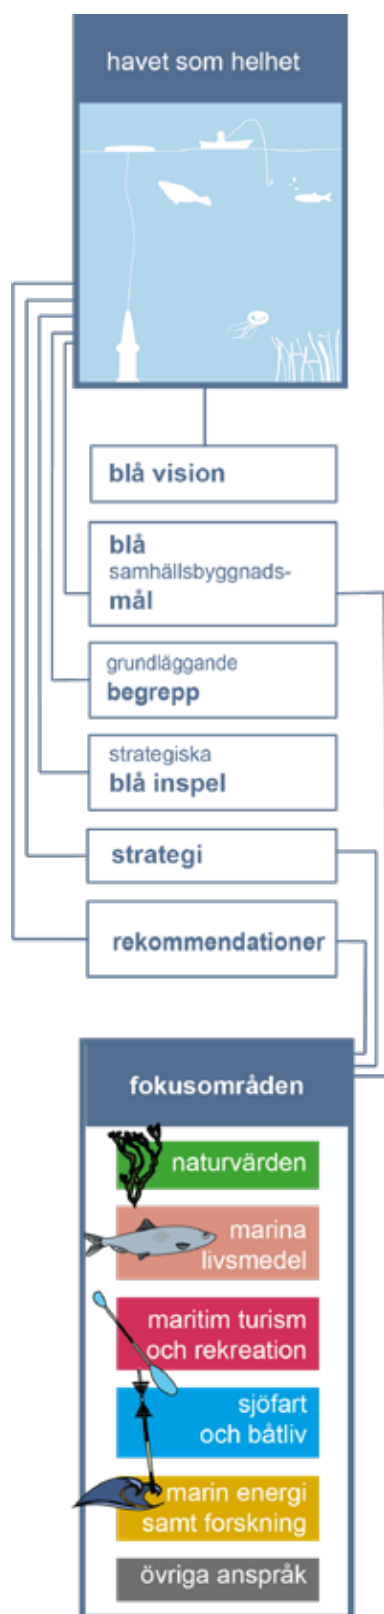 havet som helhet
blå vision
blå
samhällsbyggnads-
mål
grundläggande
begrepp
strategiska
blå inspel
strategi
rekommendationer
fokusområden
naturvärden
marina
livsmedel
maritim turism
och rekreation
sjöfart
och båtliv
marin energi
samt forskning
övriga anspråk